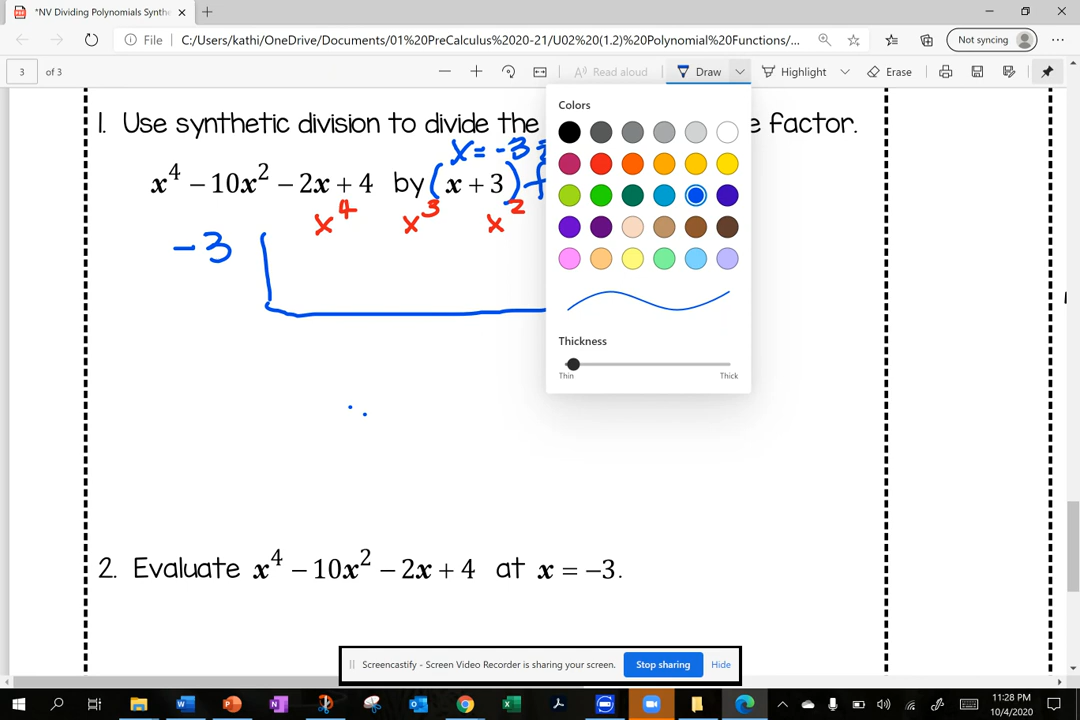 *NV Dividing Polynomials Synthe
File C:/Users/kathi/OneDrive/Documents/01%20PreCalculus%2020-21/U02%20(1.2)%20Polynomial%20Functions/...
Not syncing
3 of 3
Read aloud Draw Highlight Erase
Colors
1. Use synthetic division to divide the e factor.
x = -3
x⁴ − 10x² − 2x + 4 by (x + 3)
x⁴ x³ x²
-3
Thickness
Thin Thick
2. Evaluate x⁴ − 10x² − 2x + 4 at x = −3.
Screencastify - Screen Video Recorder is sharing your screen. Stop sharing Hide
11:28 PM
10/4/2020